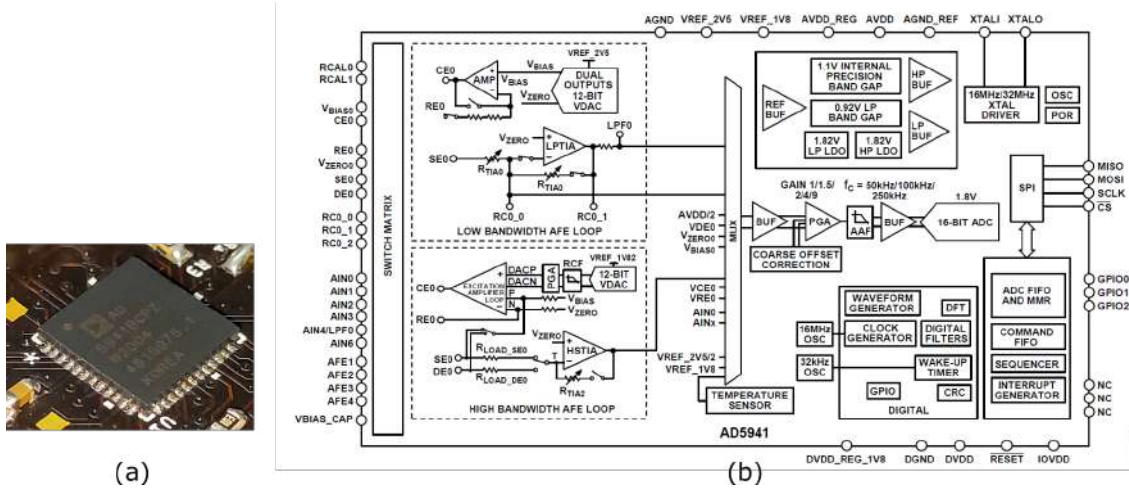 AGND VREF_2V5 VREF_1V8 AVDD_REG AVDD AGND_REF XTALI XTALO
RCAL0
RCAL1
VBIAS0
CE0
RE0
VZERO0
SE0
DE0
RC0_0
RC0_1
RC0_2
AIN0
AIN1
AIN2
AIN3
AIN4/LPF0
AIN6
AFE1
AFE2
AFE3
AFE4
VBIAS_CAP
SWITCH MATRIX
VREF_2V5
CE0
AMP
+
−
VBIAS
VBIAS
VZERO
DUAL
OUTPUTS
12-BIT
VDAC
RE0
LPF0
VZERO
+
−
LPTIA
SE0
RTIA0
RTIA0
RC0_0 RC0_1
LOW BANDWIDTH AFE LOOP
VREF_1V82
CE0
EXCITATION
AMPLIFIER
LOOP
+
−
DACP
DACN
P
N
PGA
RCF
12-BIT
VDAC
VBIAS
VZERO
RE0
VZERO
+
−
HSTIA
SE0
DE0
RLOAD_SE0
RLOAD_DE0
T
RTIA2
HIGH BANDWIDTH AFE LOOP
MUX
AVDD/2
VDE0
VZERO0
VBIAS0
VCE0
VRE0
AIN0
AINx
VREF_2V5/2
VREF_1V8
TEMPERATURE
SENSOR
REF
BUF
1.1V INTERNAL
PRECISION
BAND GAP
0.92V LP
BAND GAP
1.82V
LP LDO
1.82V
HP LDO
HP
BUF
LP
BUF
16MHz/32MHz
XTAL
DRIVER
OSC
POR
GAIN 1/1.5/
2/4/9
fC = 50kHz/100kHz/
250kHz
1.8V
BUF
PGA
AAF
BUF
16-BIT ADC
COARSE OFFSET
CORRECTION
SPI
MISO
MOSI
SCLK
CS
WAVEFORM
GENERATOR
DFT
16MHz
OSC
CLOCK
GENERATOR
DIGITAL
FILTERS
32kHz
OSC
WAKE-UP
TIMER
GPIO
CRC
DIGITAL
ADC FIFO
AND MMR
COMMAND
FIFO
SEQUENCER
INTERRUPT
GENERATOR
GPIO0
GPIO1
GPIO2
NC
NC
NC
AD5941
DVDD_REG_1V8 DGND DVDD RESET IOVDD
(a)
(b)